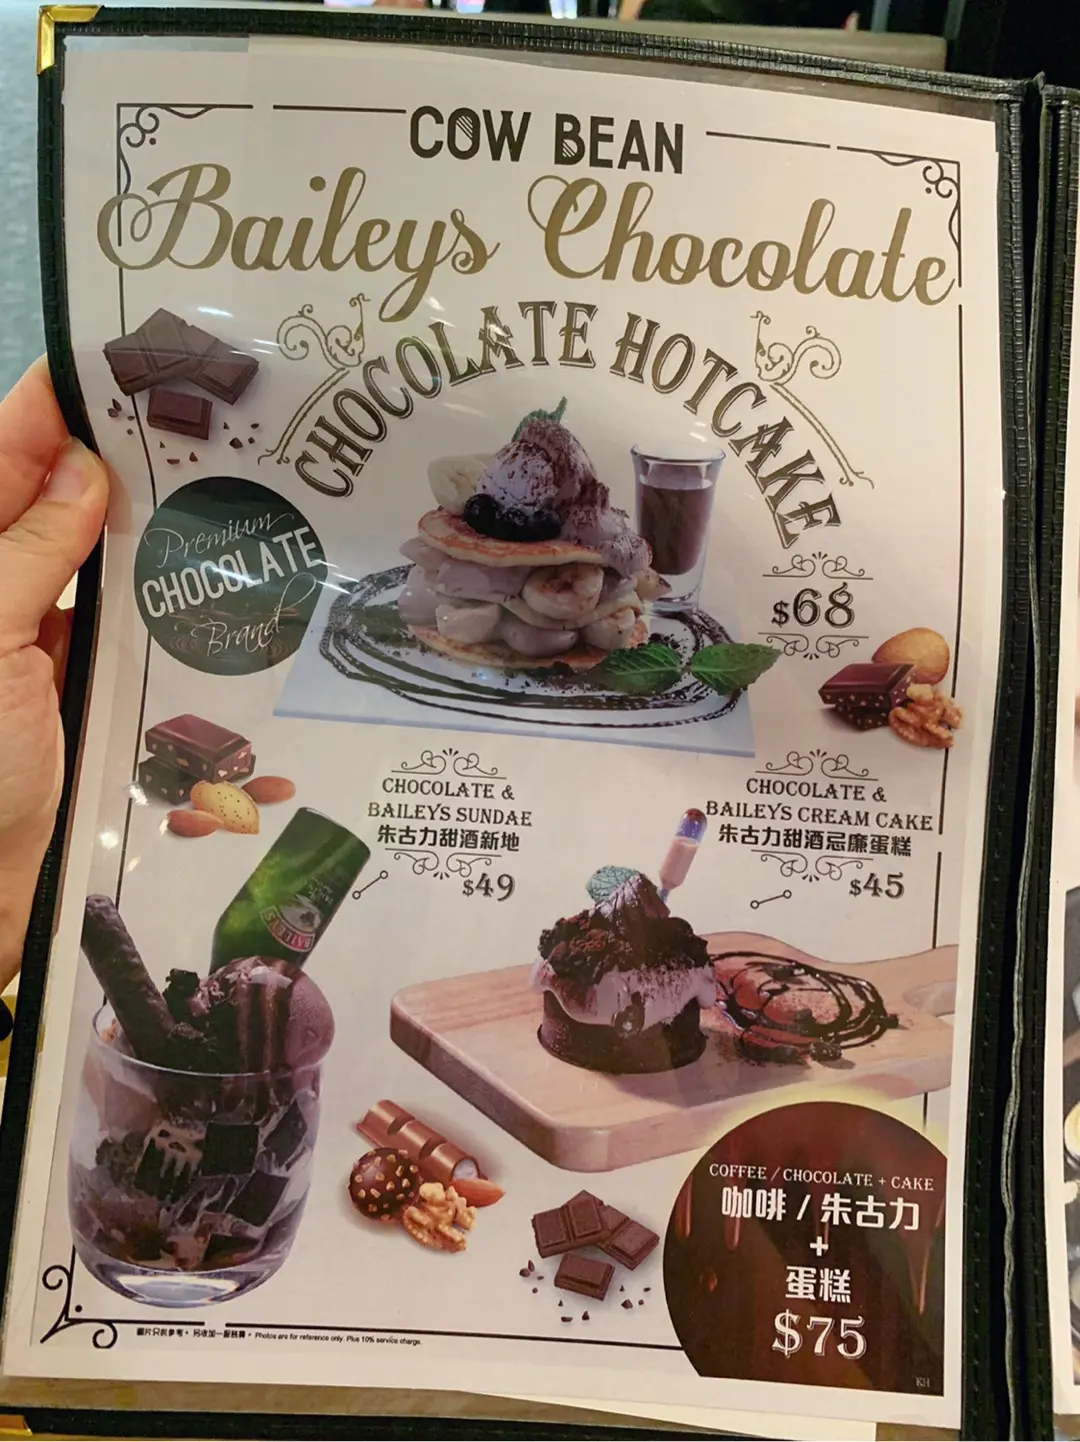 COW BEAN
Baileys Chocolate
CHOCOLATE HOTCAKE
Premium
CHOCOLATE
Brand
$68
CHOCOLATE &
BAILEYS SUNDAE
朱古力甜酒新地
$49
CHOCOLATE &
BAILEYS CREAM CAKE
朱古力甜酒忌廉蛋糕
$45
BAILEYS
COFFEE / CHOCOLATE + CAKE
咖啡 / 朱古力
+
蛋糕
$75
圖片只供參考。另收加一服務費。 Photos are for reference only. Plus 10% service charge.
KH